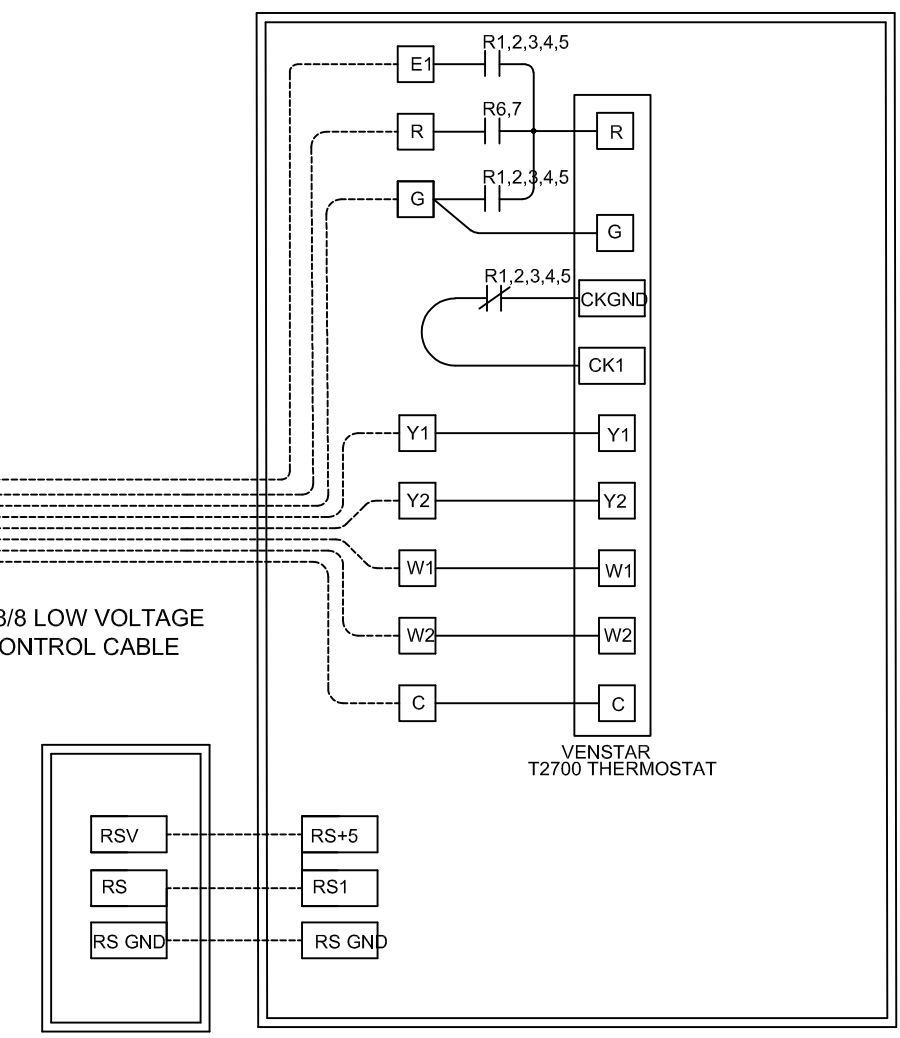 R1,2,3,4,5
E1
R6,7
R
R
R1,2,3,4,5
G
G
R1,2,3,4,5
CKGND
CK1
Y1
Y1
Y2
Y2
W1
W1
W2
W2
C
C
/8 LOW VOLTAGE
ONTROL CABLE
VENSTAR
T2700 THERMOSTAT
RSV
RS+5
RS
RS1
RS GND
RS GND